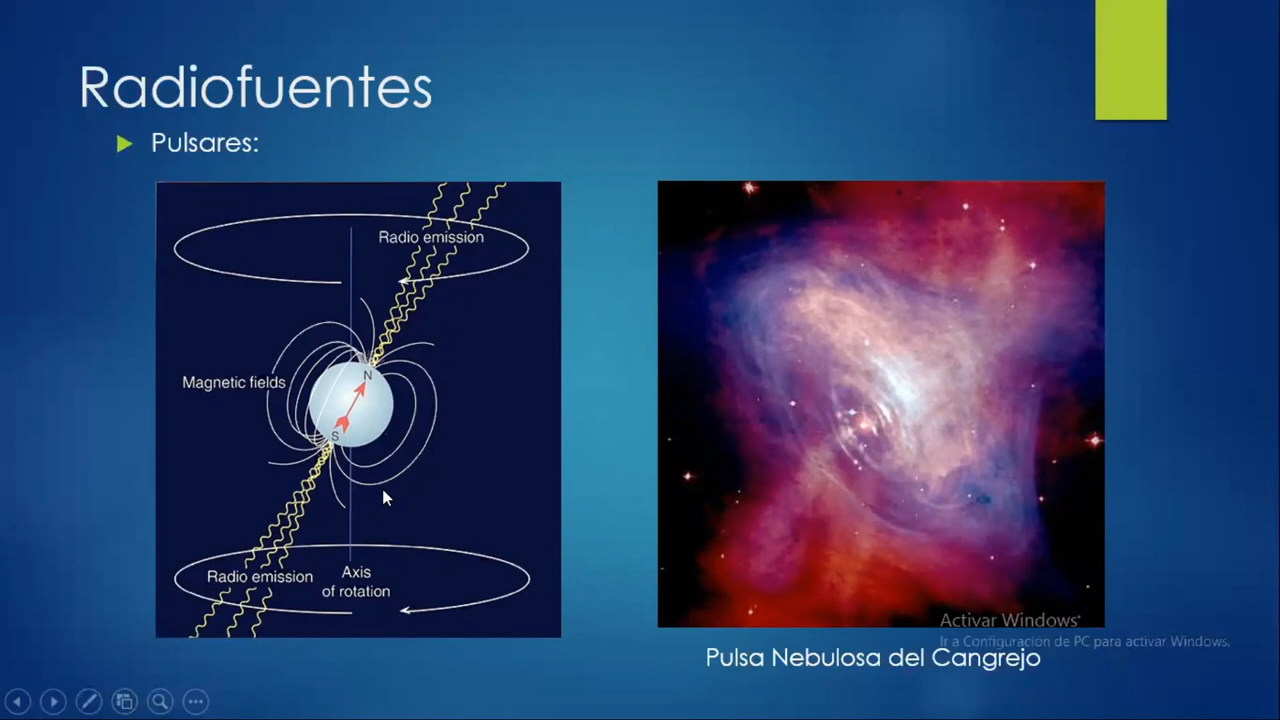 Radiofuentes
Pulsares:
Radio emission
Magnetic fields
N
S
Radio emission
Axis
of rotation
Activar Windows
Ir a Configuración de PC para activar Windows.
Pulsa Nebulosa del Cangrejo